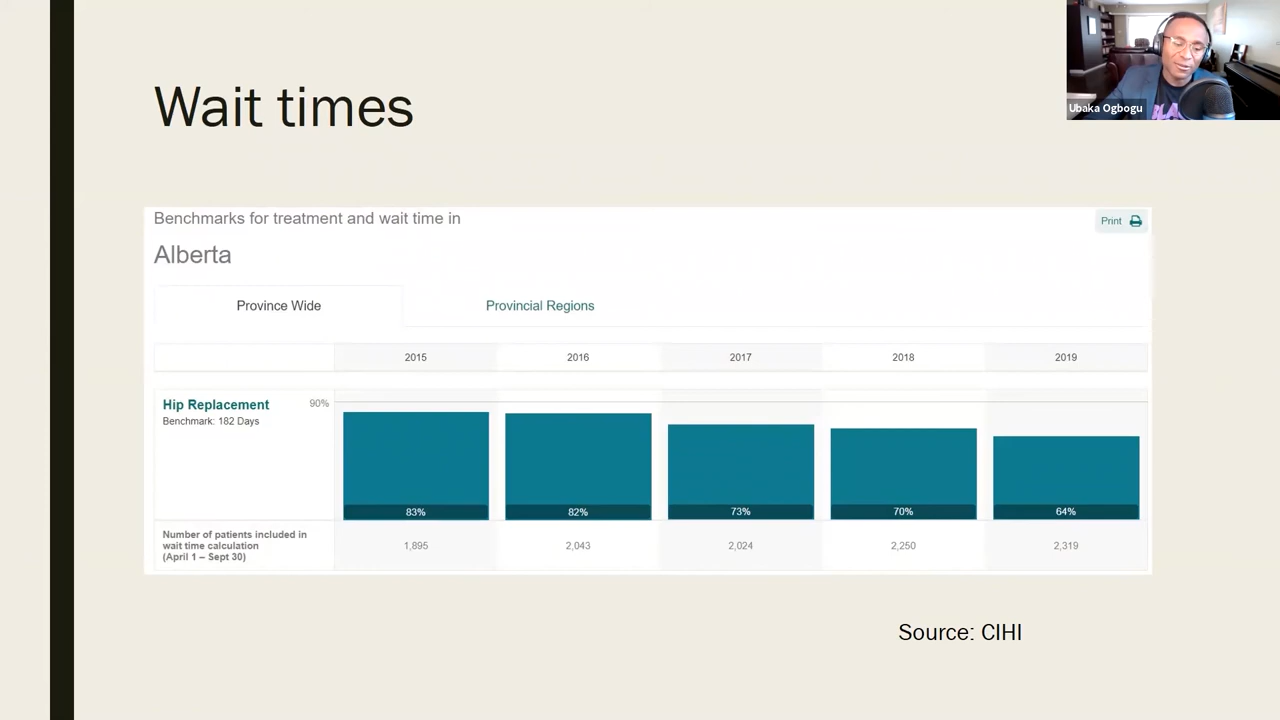 Ubaka Ogbogu
Wait times
Benchmarks for treatment and wait time in
Print
Alberta
Province Wide
Provincial Regions
2015 2016 2017 2018 2019
Hip Replacement 90%
Benchmark: 182 Days
83% 82% 73% 70% 64%
Number of patients included in
wait time calculation
(April 1 – Sept 30)
1,895 2,043 2,024 2,250 2,319
Source: CIHI